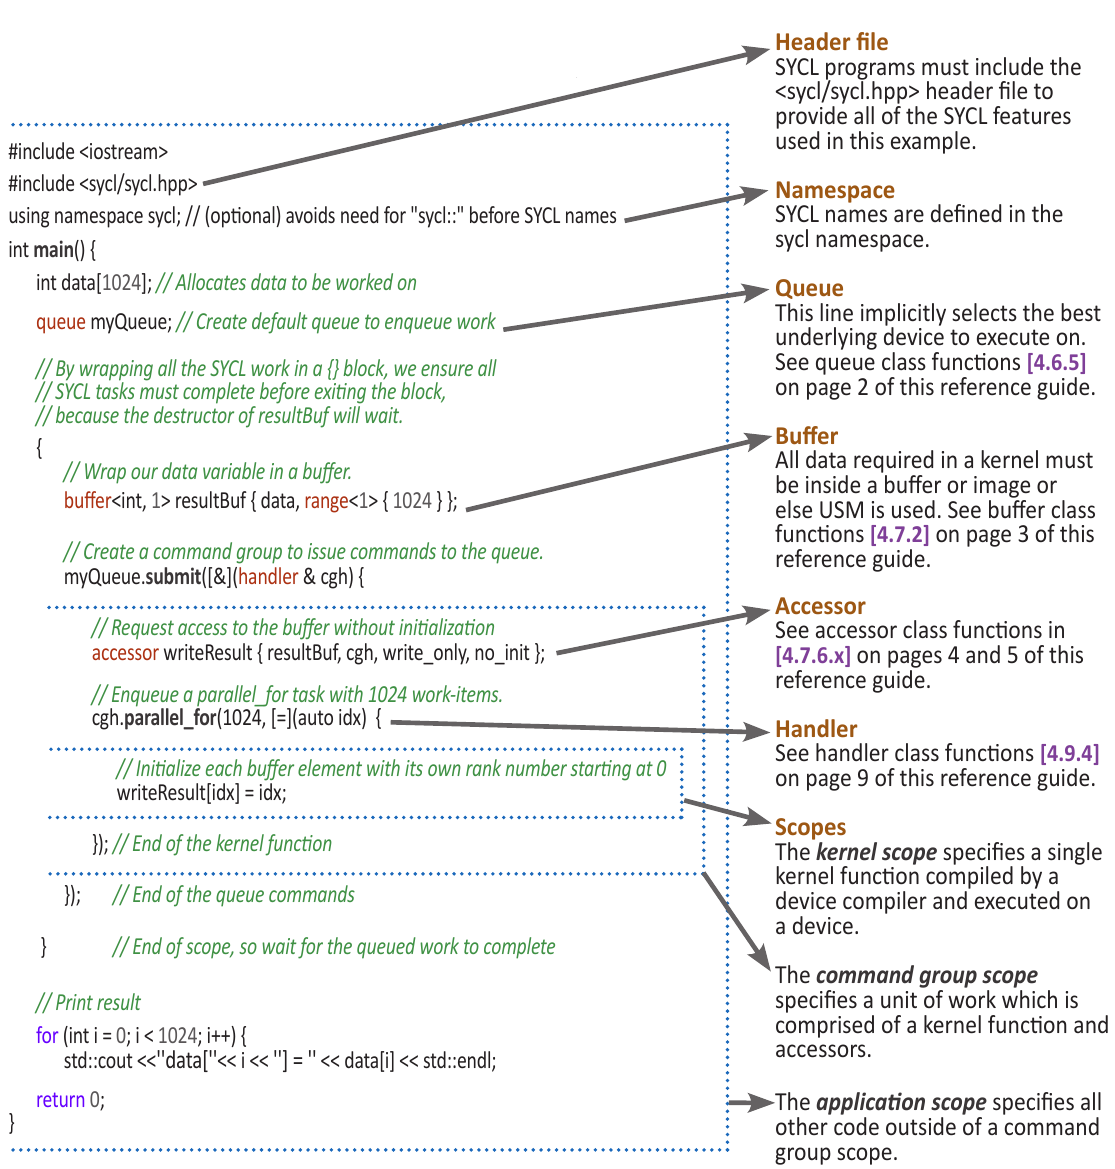 #include <iostream>
#include <sycl/sycl.hpp>
using namespace sycl; // (optional) avoids need for "sycl::" before SYCL names
int main() {
int data[1024]; // Allocates data to be worked on
queue myQueue; // Create default queue to enqueue work
// By wrapping all the SYCL work in a {} block, we ensure all
// SYCL tasks must complete before exiting the block,
// because the destructor of resultBuf will wait.
{
// Wrap our data variable in a buffer.
buffer<int, 1> resultBuf { data, range<1> { 1024 } };
// Create a command group to issue commands to the queue.
myQueue.submit([&](handler & cgh) {
// Request access to the buffer without initialization
accessor writeResult { resultBuf, cgh, write_only, no_init };
// Enqueue a parallel_for task with 1024 work-items.
cgh.parallel_for(1024, [=](auto idx) {
// Initialize each buffer element with its own rank number starting at 0
writeResult[idx] = idx;
}); // End of the kernel function
}); // End of the queue commands
} // End of scope, so wait for the queued work to complete
// Print result
for (int i = 0; i < 1024; i++) {
std::cout <<"data["<< i << "] = " << data[i] << std::endl;
return 0;
}
Header file
SYCL programs must include the
<sycl/sycl.hpp> header file to
provide all of the SYCL features
used in this example.
Namespace
SYCL names are defined in the
sycl namespace.
Queue
This line implicitly selects the best
underlying device to execute on.
See queue class functions [4.6.5]
on page 2 of this reference guide.
Buffer
All data required in a kernel must
be inside a buffer or image or
else USM is used. See buffer class
functions [4.7.2] on page 3 of this
reference guide.
Accessor
See accessor class functions in
[4.7.6.x] on pages 4 and 5 of this
reference guide.
Handler
See handler class functions [4.9.4]
on page 9 of this reference guide.
Scopes
The kernel scope specifies a single
kernel function compiled by a
device compiler and executed on
a device.
The command group scope
specifies a unit of work which is
comprised of a kernel function and
accessors.
The application scope specifies all
other code outside of a command
group scope.